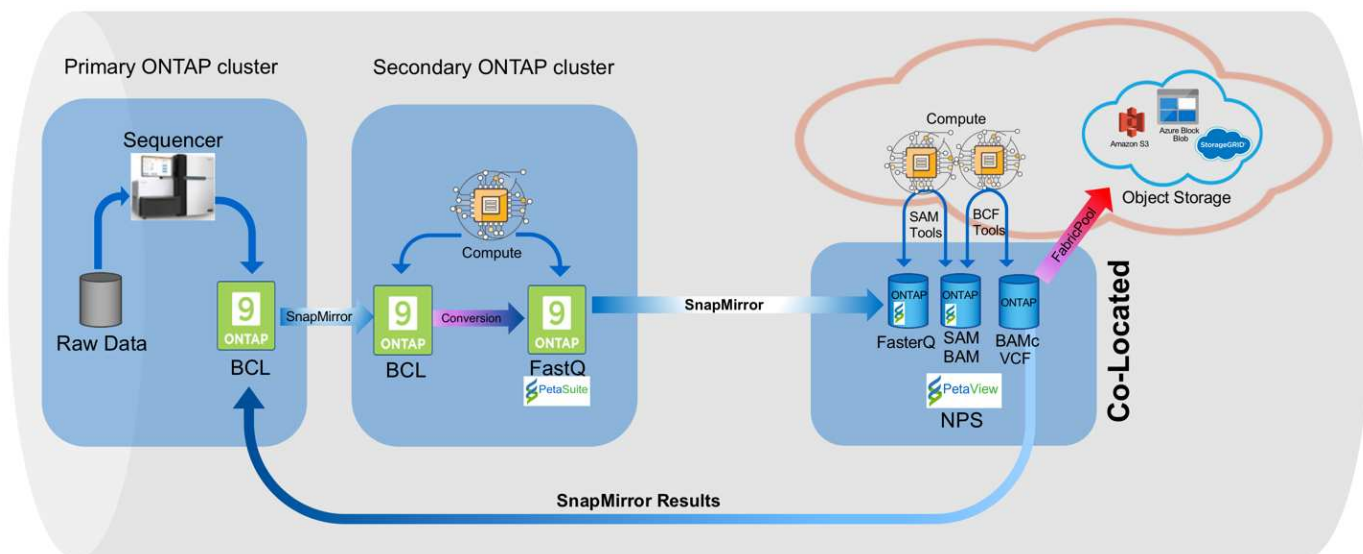 Primary ONTAP cluster
Secondary ONTAP cluster
Sequencer
Raw Data
9
ONTAP
BCL
SnapMirror
Compute
9
ONTAP
BCL
Conversion
9
ONTAP
FastQ
PetaSuite
SnapMirror
Compute
SAM
Tools
BCF
Tools
Amazon S3
Azure Block
Blob
StorageGRID
Object Storage
FabricPool
ONTAP
FasterQ
ONTAP
SAM
BAM
ONTAP
BAMc
VCF
PetaView
NPS
Co-Located
SnapMirror Results